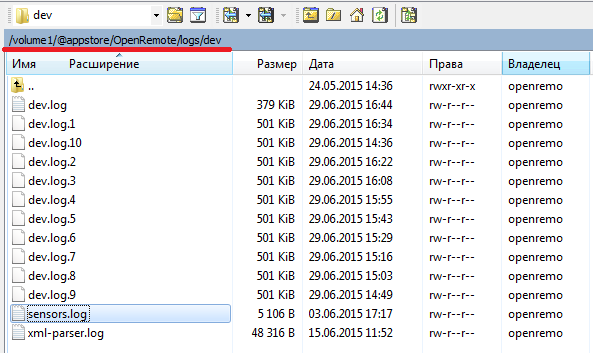 dev
/volume1/@appstore/OpenRemote/logs/dev
Имя Расширение Размер Дата Права Владелец
.. 24.05.2015 14:36 rwxr-xr-x openremo
dev.log 379 KiB 29.06.2015 16:44 rw-r--r-- openremo
dev.log.1 501 KiB 29.06.2015 16:34 rw-r--r-- openremo
dev.log.10 501 KiB 29.06.2015 14:36 rw-r--r-- openremo
dev.log.2 501 KiB 29.06.2015 16:22 rw-r--r-- openremo
dev.log.3 501 KiB 29.06.2015 16:08 rw-r--r-- openremo
dev.log.4 501 KiB 29.06.2015 15:55 rw-r--r-- openremo
dev.log.5 501 KiB 29.06.2015 15:43 rw-r--r-- openremo
dev.log.6 501 KiB 29.06.2015 15:29 rw-r--r-- openremo
dev.log.7 501 KiB 29.06.2015 15:16 rw-r--r-- openremo
dev.log.8 501 KiB 29.06.2015 15:03 rw-r--r-- openremo
dev.log.9 501 KiB 29.06.2015 14:49 rw-r--r-- openremo
sensors.log 5 106 B 03.06.2015 17:17 rw-r--r-- openremo
xml-parser.log 48 316 B 15.06.2015 11:52 rw-r--r-- openremo